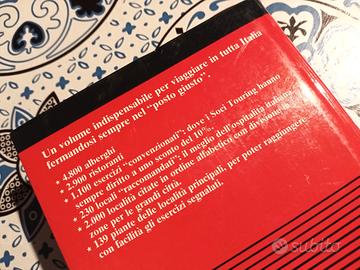 Un volume indispensabile per viaggiare in tutta Italia
fermandosi sempre nel "posto giusto".
* 4.800 alberghi
* 2.900 ristoranti
* 1.100 esercizi "convenzionati": dove i Soci Touring hanno
sempre diritto a uno sconto del 10%.
* 230 locali "raccomandati": il meglio dell'ospitalità italiana.
* 2.000 località citate in ordine alfabetico con divisione in
zone per le grandi città.
* 139 piante delle località principali, per poter raggiungere
con facilità gli esercizi segnalati.
subito